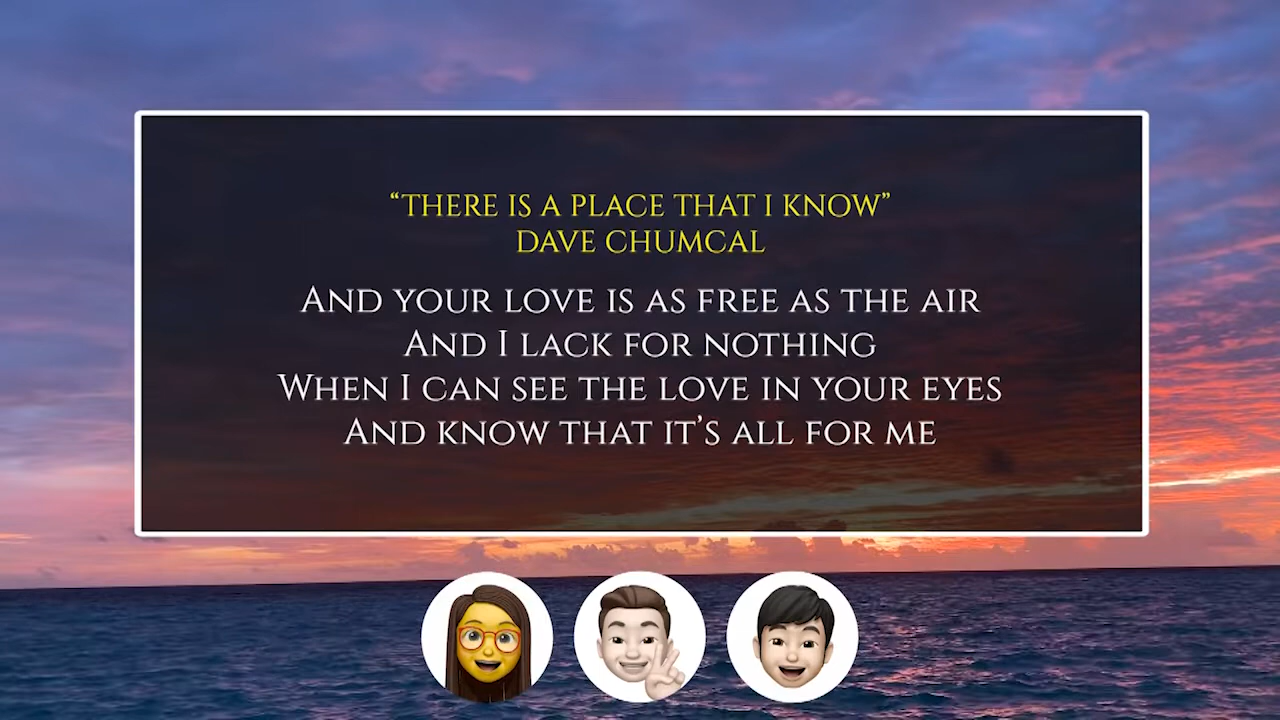 “THERE IS A PLACE THAT I KNOW”
DAVE CHUMCAL
AND YOUR LOVE IS AS FREE AS THE AIR
AND I LACK FOR NOTHING
WHEN I CAN SEE THE LOVE IN YOUR EYES
AND KNOW THAT IT’S ALL FOR ME